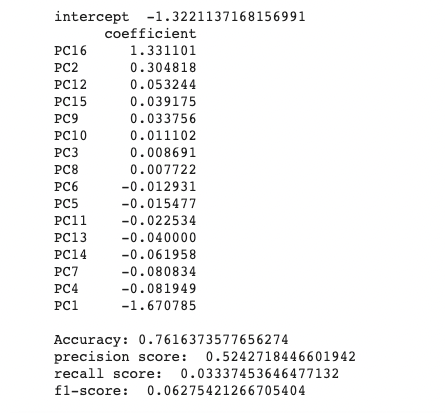 intercept  -1.3221137168156991
coefficient
PC16 1.331101
PC2 0.304818
PC12 0.053244
PC15 0.039175
PC9 0.033756
PC10 0.011102
PC3 0.008691
PC8 0.007722
PC6 -0.012931
PC5 -0.015477
PC11 -0.022534
PC13 -0.040000
PC14 -0.061958
PC7 -0.080834
PC4 -0.081949
PC1 -1.670785
Accuracy: 0.7616373577656274
precision score:  0.5242718446601942
recall score:  0.03337453646477132
f1-score:  0.06275421266705404